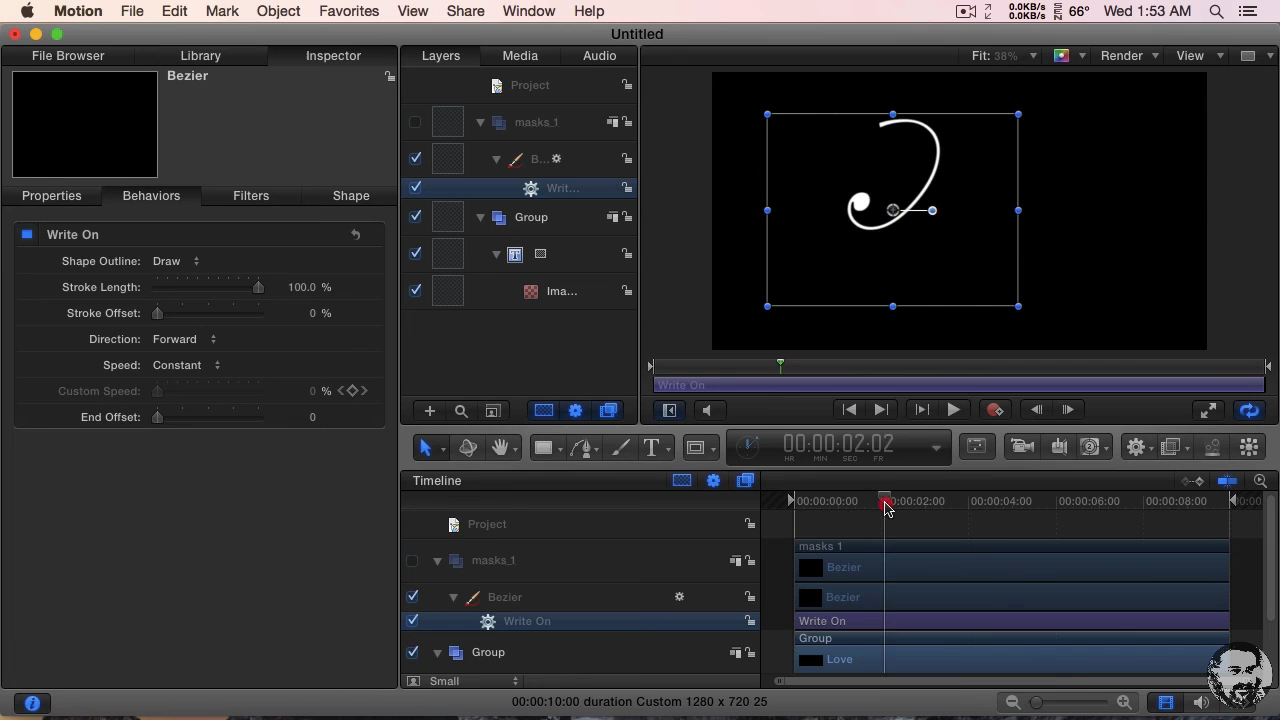 Motion File Edit Mark Object Favorites View Share Window Help 0.0KB/s 0.0KB/s SEN 66° Wed 1:53 AM
Untitled
File Browser Library Inspector Layers Media Audio Fit: 38% Render View
Bezier
Project
masks_1
B...
Writ...
Properties Behaviors Filters Shape
Group
Write On
T
Shape Outline: Draw
Stroke Length: 100.0 %
Ima...
Stroke Offset: 0 %
Direction: Forward
Speed: Constant
Custom Speed: 0 %
Write On
End Offset: 0
T 00:00:02:02
HR MIN SEC FR
Timeline
00:00:00:00 00:00:02:00 00:00:04:00 00:00:06:00 00:00:08:00
Project
masks 1
masks_1
Bezier
Bezier
Bezier
Write On
Write On
Group
Group
Love
Small
00:00:10:00 duration Custom 1280 x 720 25